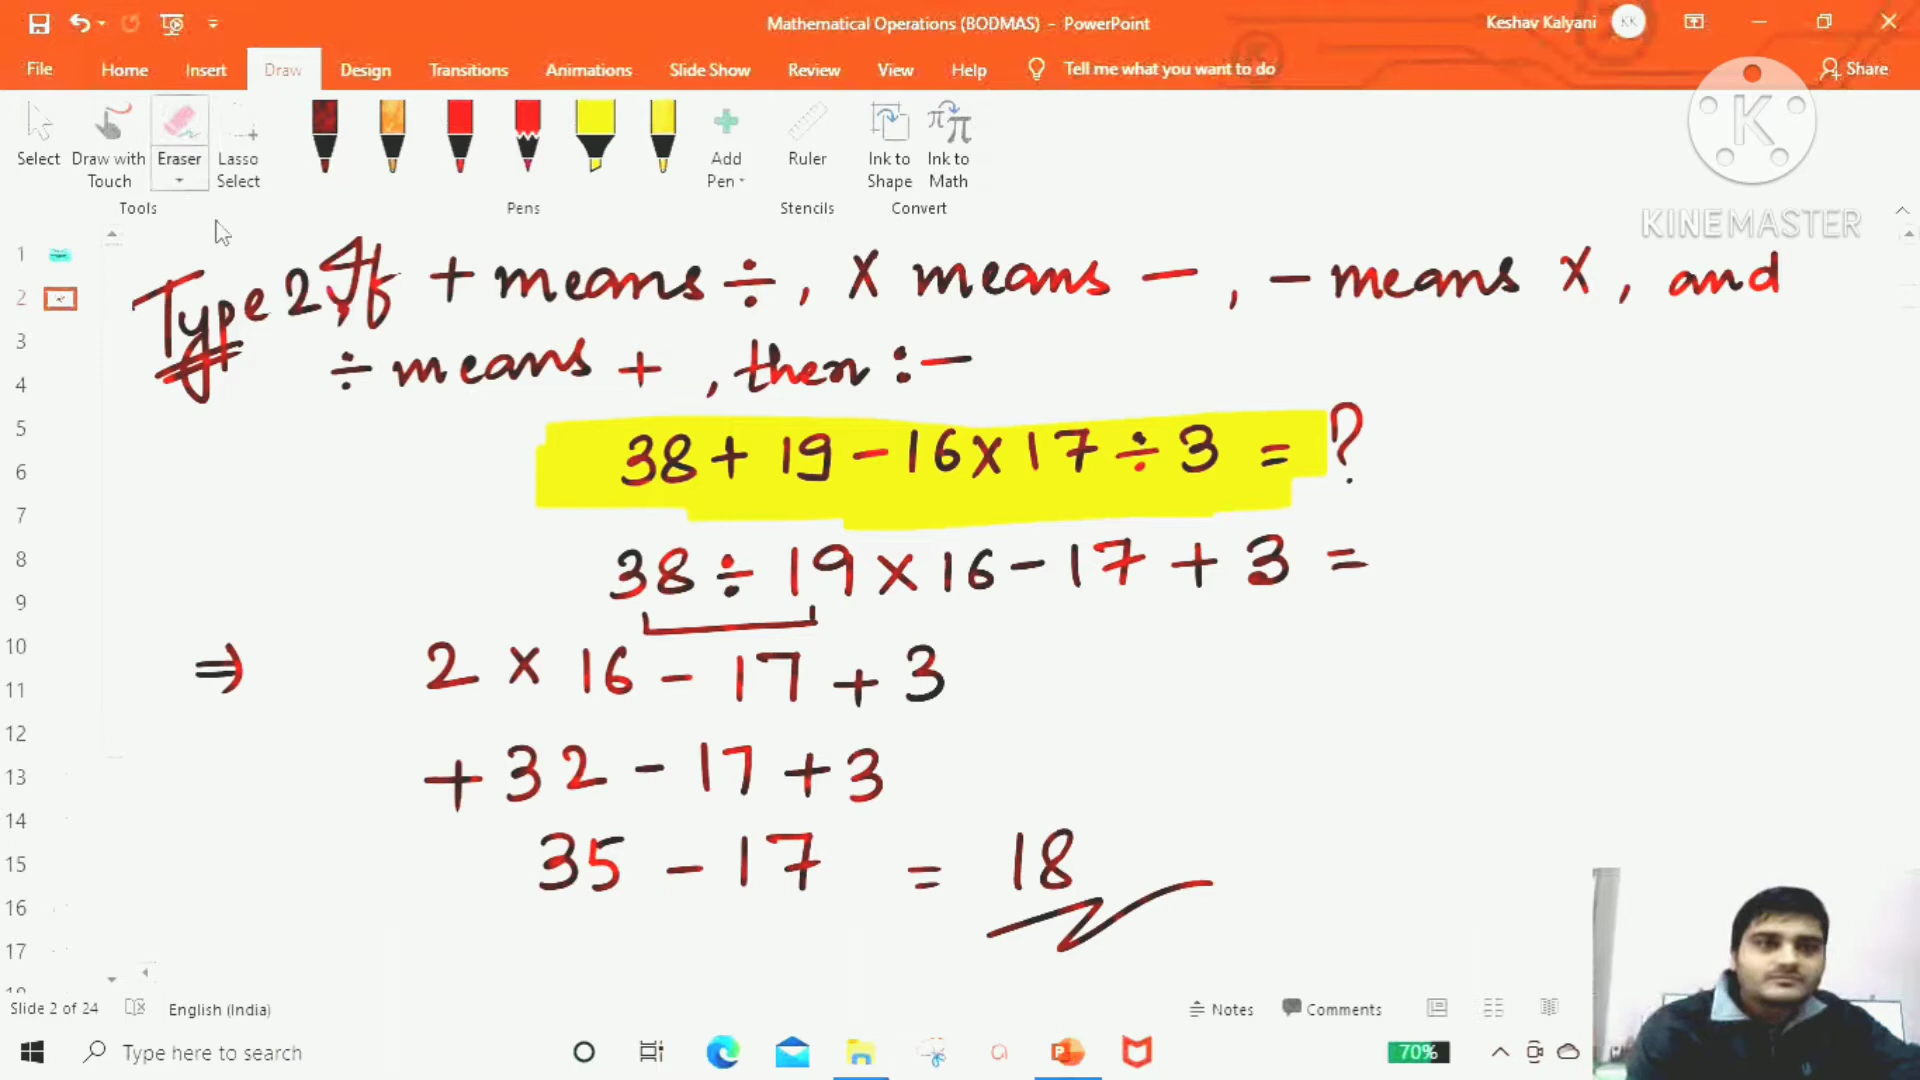 Mathematical Operations (BODMAS) - PowerPoint
Keshav Kalyani KK
File Home Insert Draw Design Transitions Animations Slide Show Review View Help Tell me what you want to do Share
Select Draw with Touch Eraser Lasso Select Add Pen Ruler Ink to Shape Ink to Math
Tools Pens Stencils Convert
K
KINEMASTER
Type 2, If + means ÷, × means −, − means ×, and
÷ means +, then :−
38 + 19 − 16 × 17 ÷ 3 = ?
38 ÷ 19 × 16 − 17 + 3 =
⇒ 2 × 16 − 17 + 3
+ 32 − 17 + 3
35 − 17 = 18
1
2
3
4
5
6
7
8
9
10
11
12
13
14
15
16
17
Slide 2 of 24 English (India) Notes Comments
Type here to search 70%